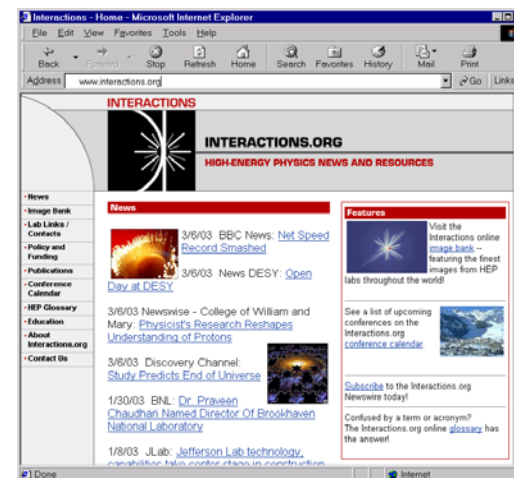 Interactions - Home - Microsoft Internet Explorer
File Edit View Favorites Tools Help
Back Forward Stop Refresh Home Search Favorites History Mail Print
Address www.interactions.org Go Links
INTERACTIONS
INTERACTIONS.ORG
HIGH-ENERGY PHYSICS NEWS AND RESOURCES
News
Image Bank
Lab Links /
Contacts
Policy and
Funding
Publications
Conference
Calendar
HEP Glossary
Education
About
Interactions.org
Contact Us
News
3/6/03 BBC News: Net Speed
Record Smashed
3/6/03 News DESY: Open
Day at DESY
3/6/03 Newswise - College of William and
Mary: Physicist's Research Reshapes
Understanding of Protons
3/6/03 Discovery Channel:
Study Predicts End of Universe
1/30/03 BNL: Dr. Praveen
Chaudhari Named Director Of Brookhaven
National Laboratory
1/8/03 JLab: Jefferson Lab technology,
capabilities take center stage in construction
Features
Visit the
Interactions online
image bank --
featuring the finest
images from HEP
labs throughout the world!
See a list of upcoming
conferences on the
Interactions.org
conference calendar.
Subscribe to the Interactions.org
Newswire today!
Confused by a term or acronym?
The Interactions.org online glossary has
the answer!
Done Internet